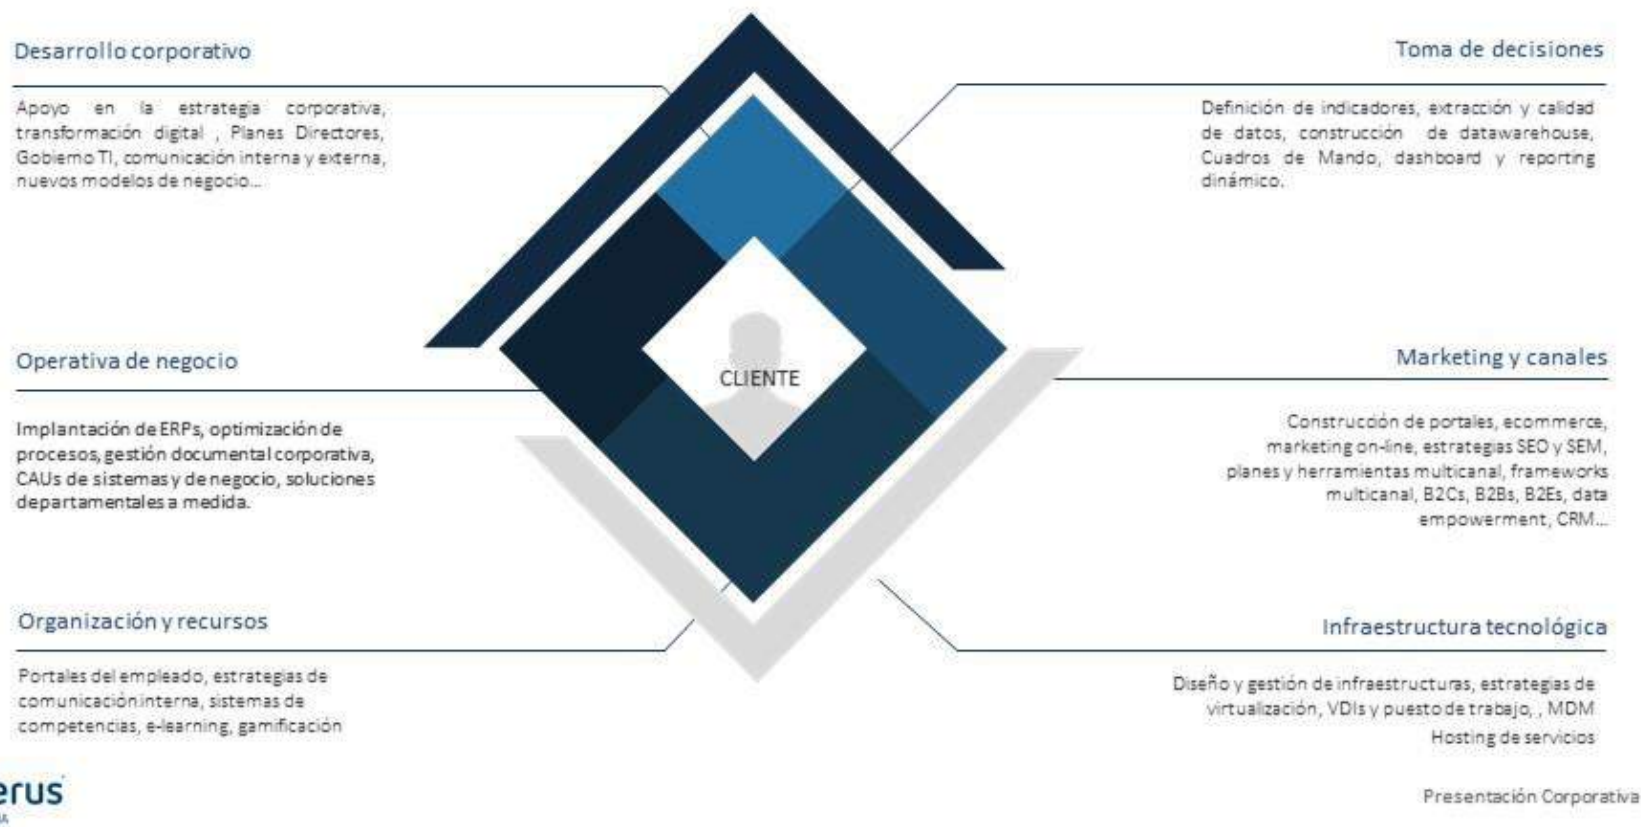 Desarrollo corporativo
Apoyo en la estrategia corporativa,
transformación digital , Planes Directores,
Gobierno TI, comunicación interna y externa,
nuevos modelos de negocio...
Toma de decisiones
Definición de indicadores, extracción y calidad
de datos, construcción de datawarehouse,
Cuadros de Mando, dashboard y reporting
dinámico.
CLIENTE
Operativa de negocio
Implantación de ERPs, optimización de
procesos, gestión documental corporativa,
CAUs de sistemas y de negocio, soluciones
departamentales a medida.
Marketing y canales
Construcción de portales, ecommerce,
marketing on-line, estrategias SEO y SEM,
planes y herramientas multicanal, frameworks
multicanal, B2Cs, B2Bs, B2Es, data
empowerment, CRM...
Organización y recursos
Portales del empleado, estrategias de
comunicación interna, sistemas de
competencias, e-learning, gamificación
Infraestructura tecnológica
Diseño y gestión de infraestructuras, estrategias de
virtualización, VDIs y puesto de trabajo, , MDM
Hosting de servicios
erus
Presentación Corporativa